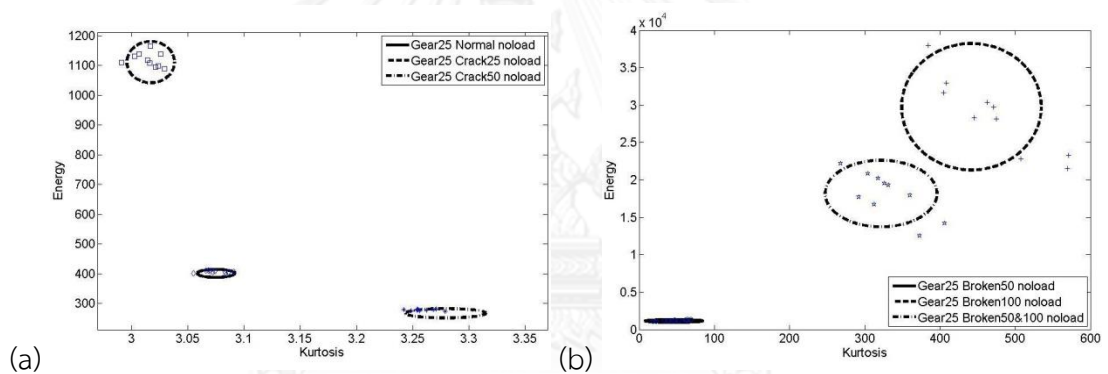 1200
1100
1000
900
800
700
600
500
400
300
Energy
3
3.05
3.1
3.15
3.2
3.25
3.3
3.35
Kurtosis
Gear25 Normal noload
Gear25 Crack25 noload
Gear25 Crack50 noload
(a)
x 10⁴
4
3.5
3
2.5
2
1.5
1
0.5
0
Energy
0
100
200
300
400
500
600
Kurtosis
Gear25 Broken50 noload
Gear25 Broken100 noload
Gear25 Broken50&100 noload
(b)